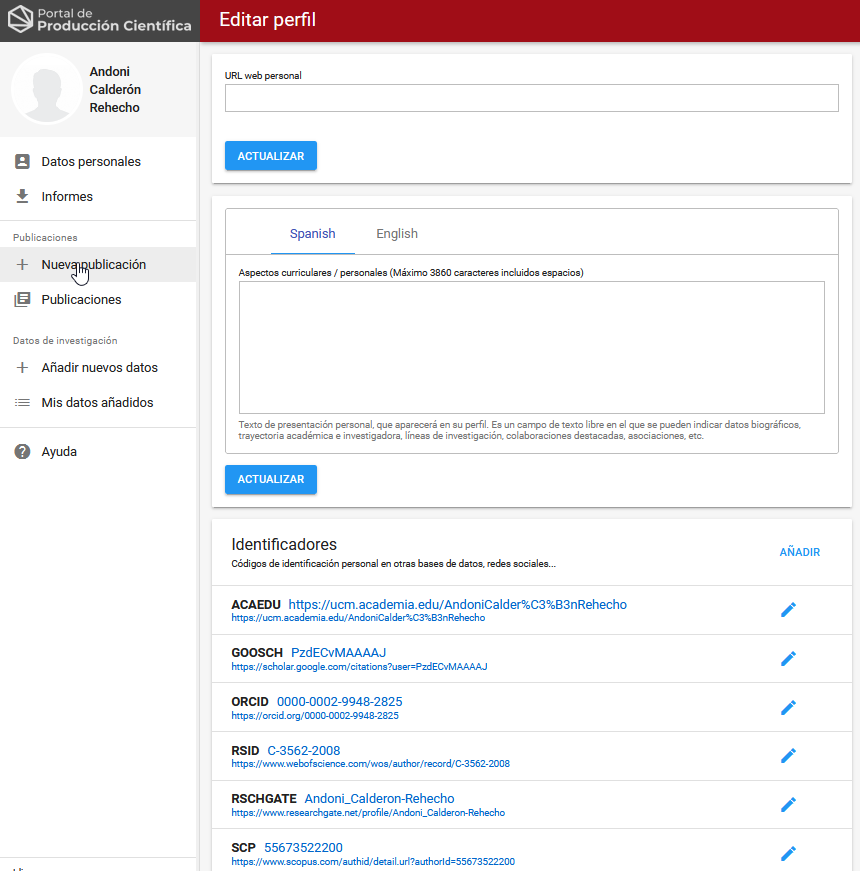 Portal de
Producción Científica
Editar perfil
Andoni
Calderón
Rehecho
Datos personales
Informes
Publicaciones
Nueva publicación
Publicaciones
Datos de investigación
Añadir nuevos datos
Mis datos añadidos
Ayuda
URL web personal
ACTUALIZAR
Spanish English
Aspectos curriculares / personales (Máximo 3860 caracteres incluidos espacios)
Texto de presentación personal, que aparecerá en su perfil. Es un campo de texto libre en el que se pueden indicar datos biográficos,
trayectoria académica e investigadora, líneas de investigación, colaboraciones destacadas, asociaciones, etc.
ACTUALIZAR
Identificadores
Códigos de identificación personal en otras bases de datos, redes sociales...
AÑADIR
ACAEDU https://ucm.academia.edu/AndoniCalder%C3%B3nRehecho
https://ucm.academia.edu/AndoniCalder%C3%B3nRehecho
GOOSCH PzdECvMAAAAJ
https://scholar.google.com/citations?user=PzdECvMAAAAJ
ORCID 0000-0002-9948-2825
https://orcid.org/0000-0002-9948-2825
RSID C-3562-2008
https://www.webofscience.com/wos/author/record/C-3562-2008
RSCHGATE Andoni_Calderon-Rehecho
https://www.researchgate.net/profile/Andoni_Calderon-Rehecho
SCP 55673522200
https://www.scopus.com/authid/detail.url?authorId=55673522200